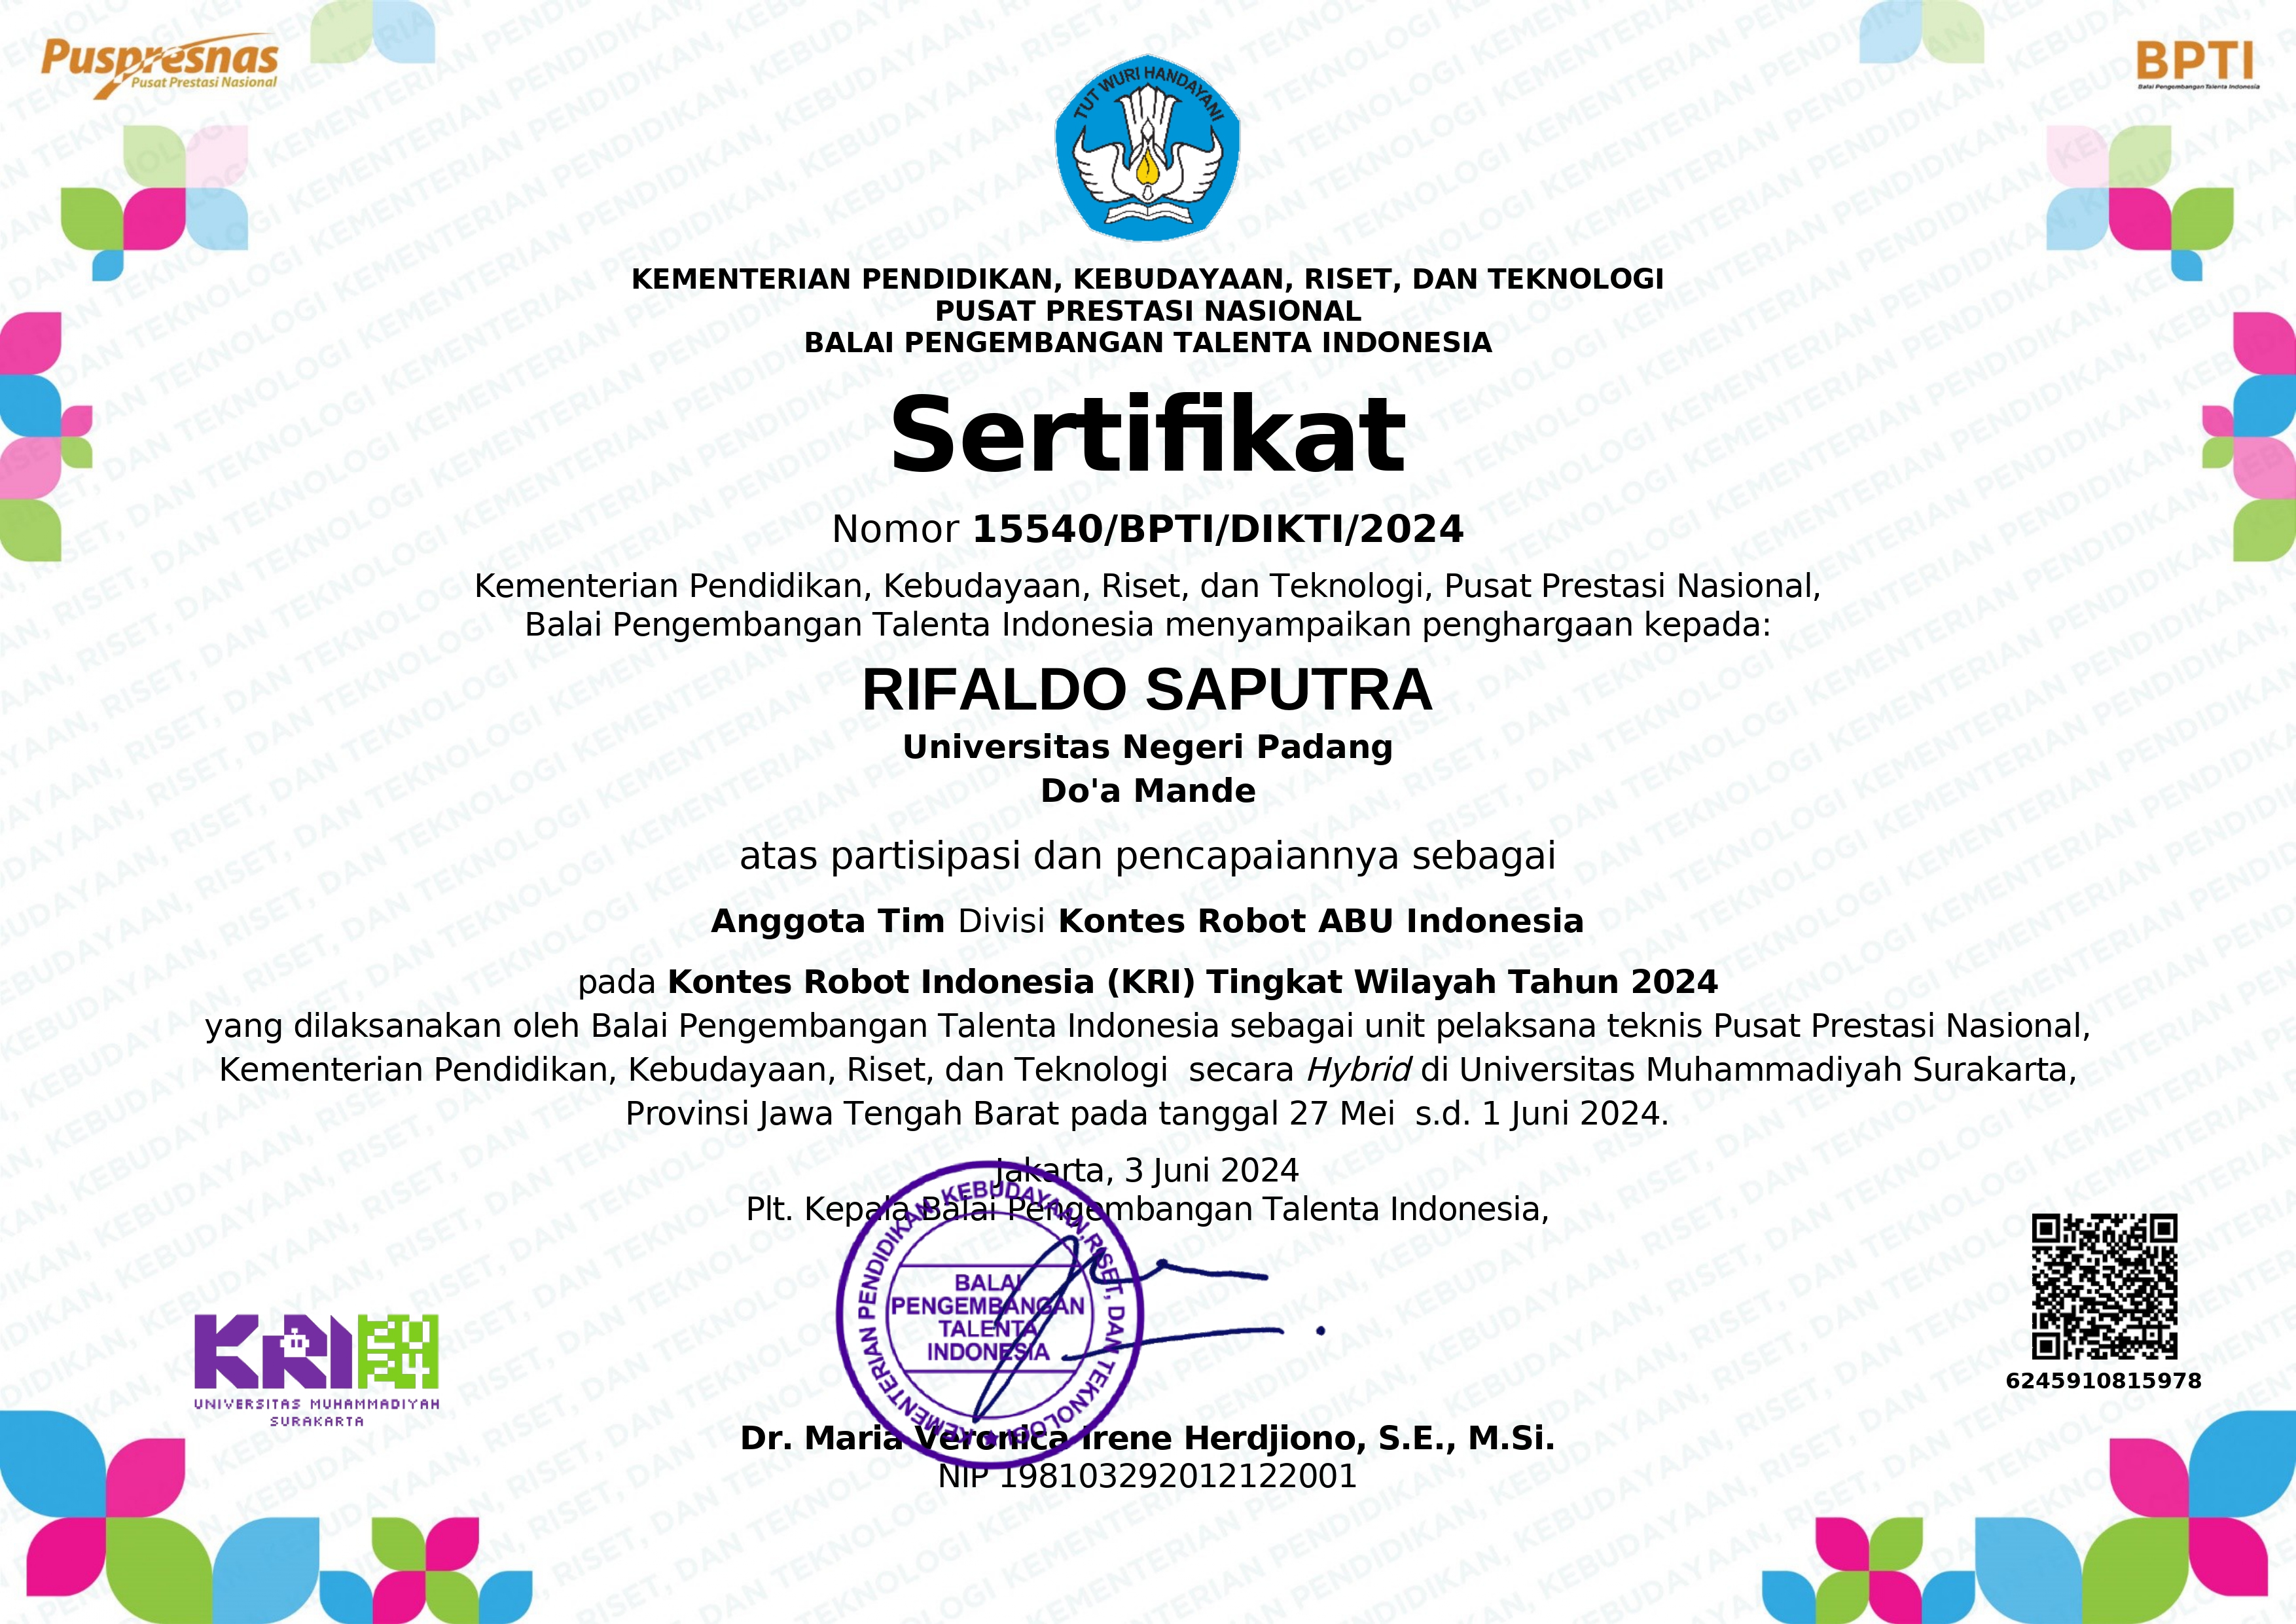 Puspresnas
Pusat Prestasi Nasional
BPTI
Balai Pengembangan Talenta Indonesia
TUT WURI HANDAYANI
KEMENTERIAN PENDIDIKAN, KEBUDAYAAN, RISET, DAN TEKNOLOGI
PUSAT PRESTASI NASIONAL
BALAI PENGEMBANGAN TALENTA INDONESIA
Sertifikat
Nomor 15540/BPTI/DIKTI/2024
Kementerian Pendidikan, Kebudayaan, Riset, dan Teknologi, Pusat Prestasi Nasional,
Balai Pengembangan Talenta Indonesia menyampaikan penghargaan kepada:
RIFALDO SAPUTRA
Universitas Negeri Padang
Do'a Mande
atas partisipasi dan pencapaiannya sebagai
Anggota Tim Divisi Kontes Robot ABU Indonesia
pada Kontes Robot Indonesia (KRI) Tingkat Wilayah Tahun 2024
yang dilaksanakan oleh Balai Pengembangan Talenta Indonesia sebagai unit pelaksana teknis Pusat Prestasi Nasional,
Kementerian Pendidikan, Kebudayaan, Riset, dan Teknologi  secara Hybrid di Universitas Muhammadiyah Surakarta,
Provinsi Jawa Tengah Barat pada tanggal 27 Mei  s.d. 1 Juni 2024.
Jakarta, 3 Juni 2024
Plt. Kepala Balai Pengembangan Talenta Indonesia,
KEMENTERIAN PENDIDIKAN, KEBUDAYAAN, RISET, DAN TEKNOLOGI
BALAI
PENGEMBANGAN
TALENTA
INDONESIA
KRI 2024
UNIVERSITAS MUHAMMADIYAH
SURAKARTA
6245910815978
Dr. Maria Veronica Irene Herdjiono, S.E., M.Si.
NIP 198103292012122001